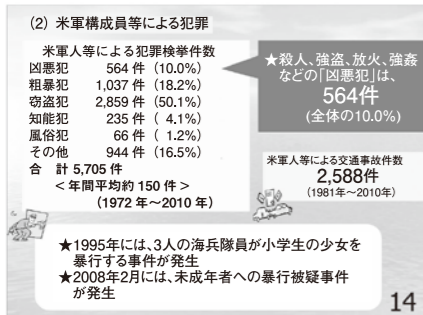 (2) 米軍構成員等による犯罪
米軍人等による犯罪検挙件数
凶悪犯 564 件 (10.0%)
粗暴犯 1,037 件 (18.2%)
窃盗犯 2,859 件 (50.1%)
知能犯 235 件 ( 4.1%)
風俗犯 66 件 ( 1.2%)
その他 944 件 (16.5%)
合 計 5,705 件
< 年間平均約 150 件 >
(1972 年~2010 年)
★殺人、強盗、放火、強姦
などの「凶悪犯」は、
564件
(全体の10.0%)
米軍人等による交通事故件数
2,588件
(1981年~2010年)
★1995年には、3人の海兵隊員が小学生の少女を
暴行する事件が発生
★2008年2月には、未成年者への暴行被疑事件
が発生
14